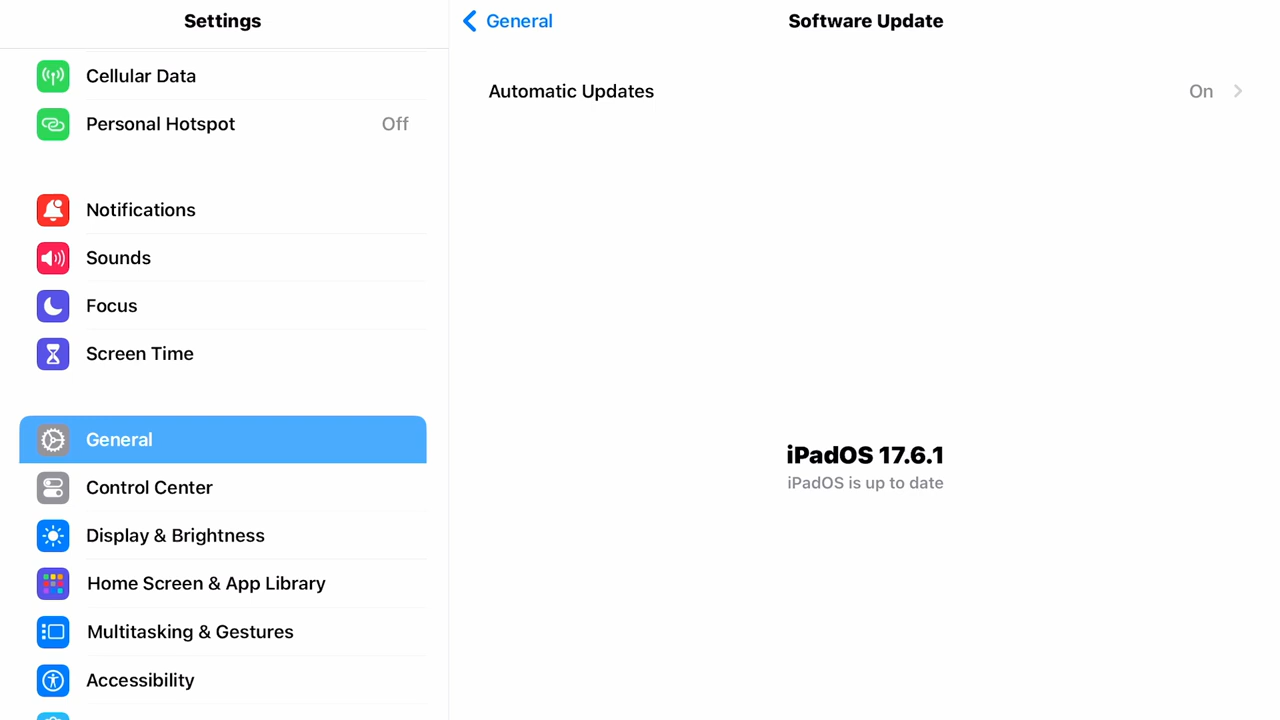 Settings
Cellular Data
Personal Hotspot Off
Notifications
Sounds
Focus
Screen Time
General
Control Center
Display & Brightness
Home Screen & App Library
Multitasking & Gestures
Accessibility
General
Software Update
Automatic Updates On
iPadOS 17.6.1
iPadOS is up to date